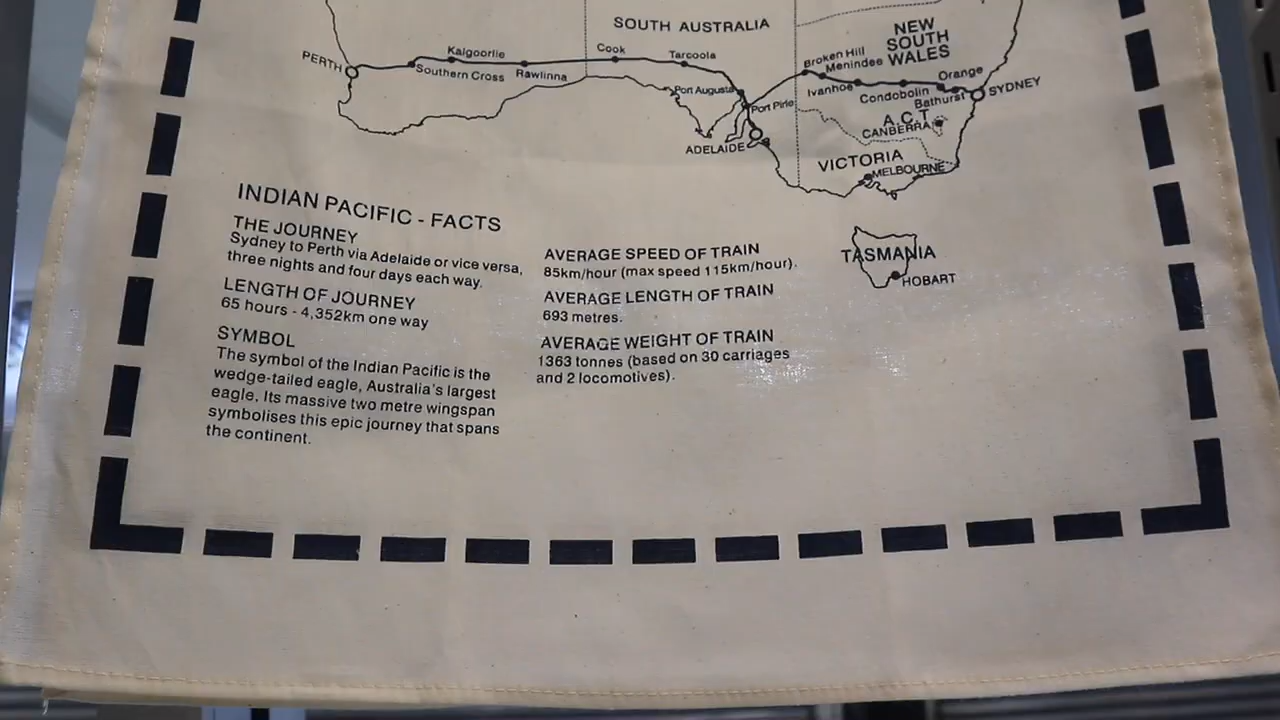 SOUTH AUSTRALIA
NEW
SOUTH
WALES
PERTH
Southern Cross
Kalgoorlie
Rawlinna
Cook
Tarcoola
Port Augusta
Port Pirie
ADELAIDE
Broken Hill
Menindee
Ivanhoe
Condobolin
Orange
Bathurst
SYDNEY
A.C.T.
CANBERRA
VICTORIA
MELBOURNE
TASMANIA
HOBART
INDIAN PACIFIC - FACTS
THE JOURNEY
Sydney to Perth via Adelaide or vice versa,
three nights and four days each way.
LENGTH OF JOURNEY
65 hours - 4,352km one way
SYMBOL
The symbol of the Indian Pacific is the
wedge-tailed eagle, Australia's largest
eagle. Its massive two metre wingspan
symbolises this epic journey that spans
the continent.
AVERAGE SPEED OF TRAIN
85km/hour (max speed 115km/hour).
AVERAGE LENGTH OF TRAIN
693 metres.
AVERAGE WEIGHT OF TRAIN
1363 tonnes (based on 30 carriages
and 2 locomotives).